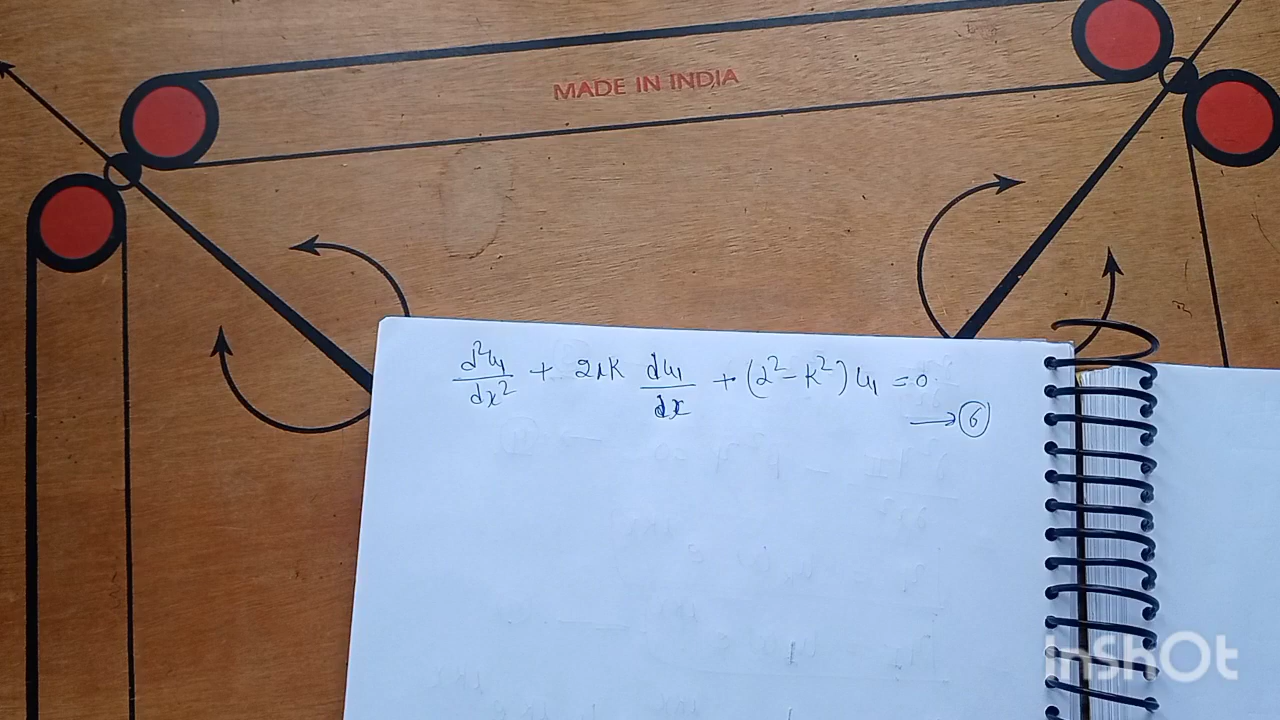 MADE IN INDIA
d²u₁/dx² + 2iK du₁/dx + (α² - K²) u₁ = 0
→ ⑥
InShOt